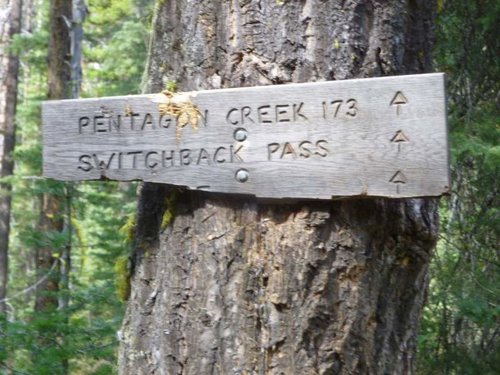 PENTAGON CREEK 173 ↑
SWITCHBACK PASS ↑
↑